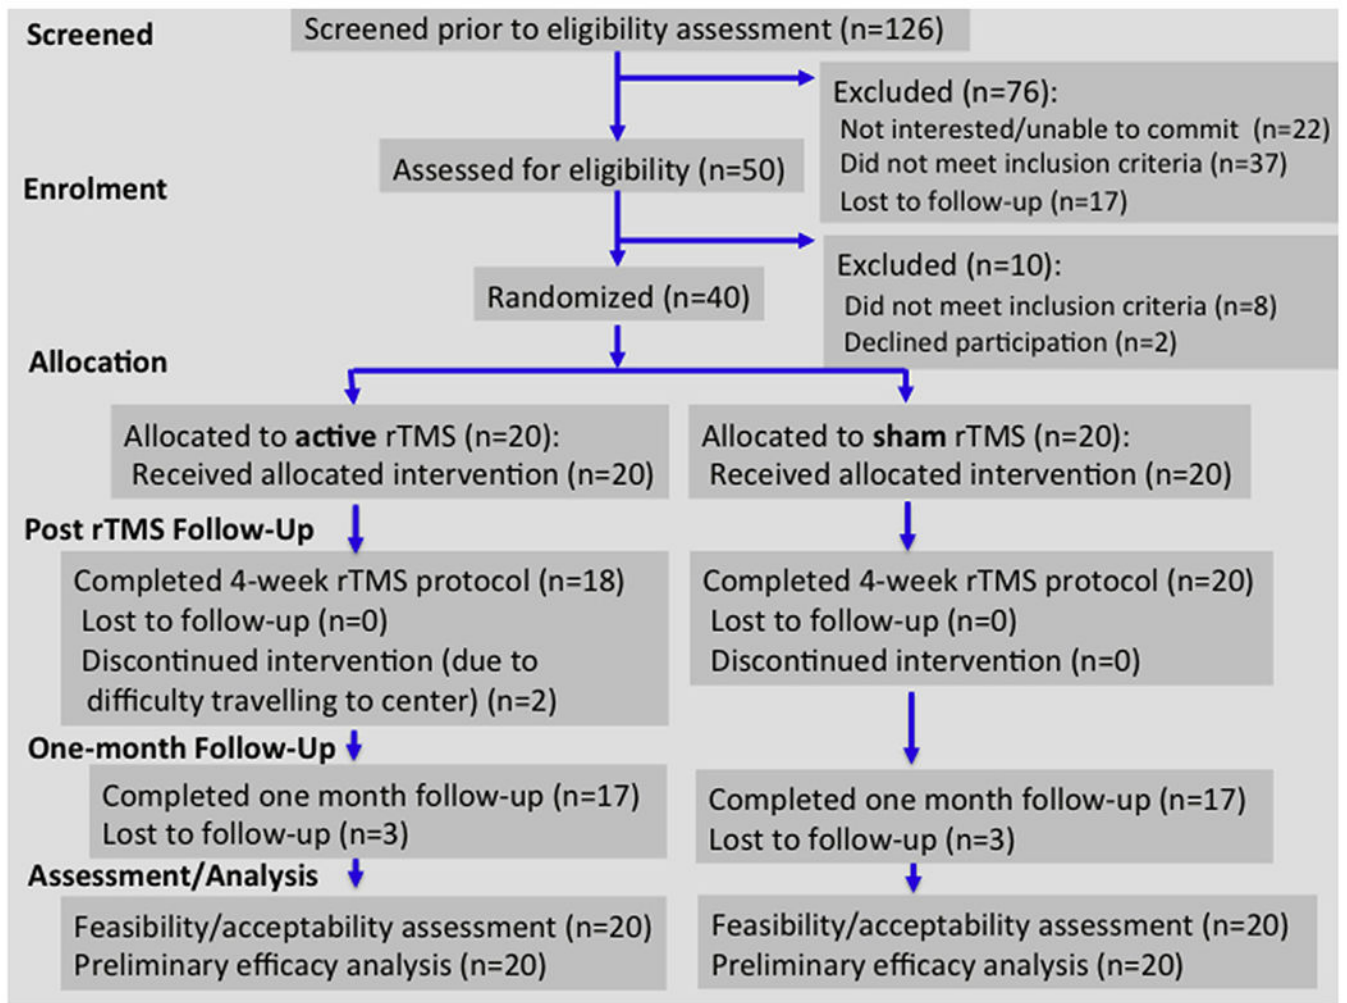 Screened
Screened prior to eligibility assessment (n=126)
Excluded (n=76):
Not interested/unable to commit (n=22)
Did not meet inclusion criteria (n=37)
Lost to follow-up (n=17)
Enrolment
Assessed for eligibility (n=50)
Excluded (n=10):
Did not meet inclusion criteria (n=8)
Declined participation (n=2)
Randomized (n=40)
Allocation
Allocated to active rTMS (n=20):
Received allocated intervention (n=20)
Allocated to sham rTMS (n=20):
Received allocated intervention (n=20)
Post rTMS Follow-Up
Completed 4-week rTMS protocol (n=18)
Lost to follow-up (n=0)
Discontinued intervention (due to
difficulty travelling to center) (n=2)
Completed 4-week rTMS protocol (n=20)
Lost to follow-up (n=0)
Discontinued intervention (n=0)
One-month Follow-Up
Completed one month follow-up (n=17)
Lost to follow-up (n=3)
Completed one month follow-up (n=17)
Lost to follow-up (n=3)
Assessment/Analysis
Feasibility/acceptability assessment (n=20)
Preliminary efficacy analysis (n=20)
Feasibility/acceptability assessment (n=20)
Preliminary efficacy analysis (n=20)